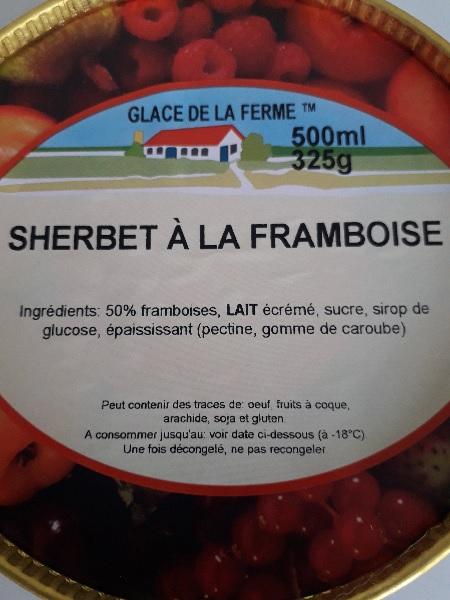 GLACE DE LA FERME ™
500ml
325g
SHERBET À LA FRAMBOISE
Ingrédients: 50% framboises, LAIT écrémé, sucre, sirop de
glucose, épaississant (pectine, gomme de caroube)
Peut contenir des traces de: oeuf, fruits à coque,
arachide, soja et gluten.
A consommer jusqu'au: voir date ci-dessous (à -18°C)
Une fois décongelé, ne pas recongeler